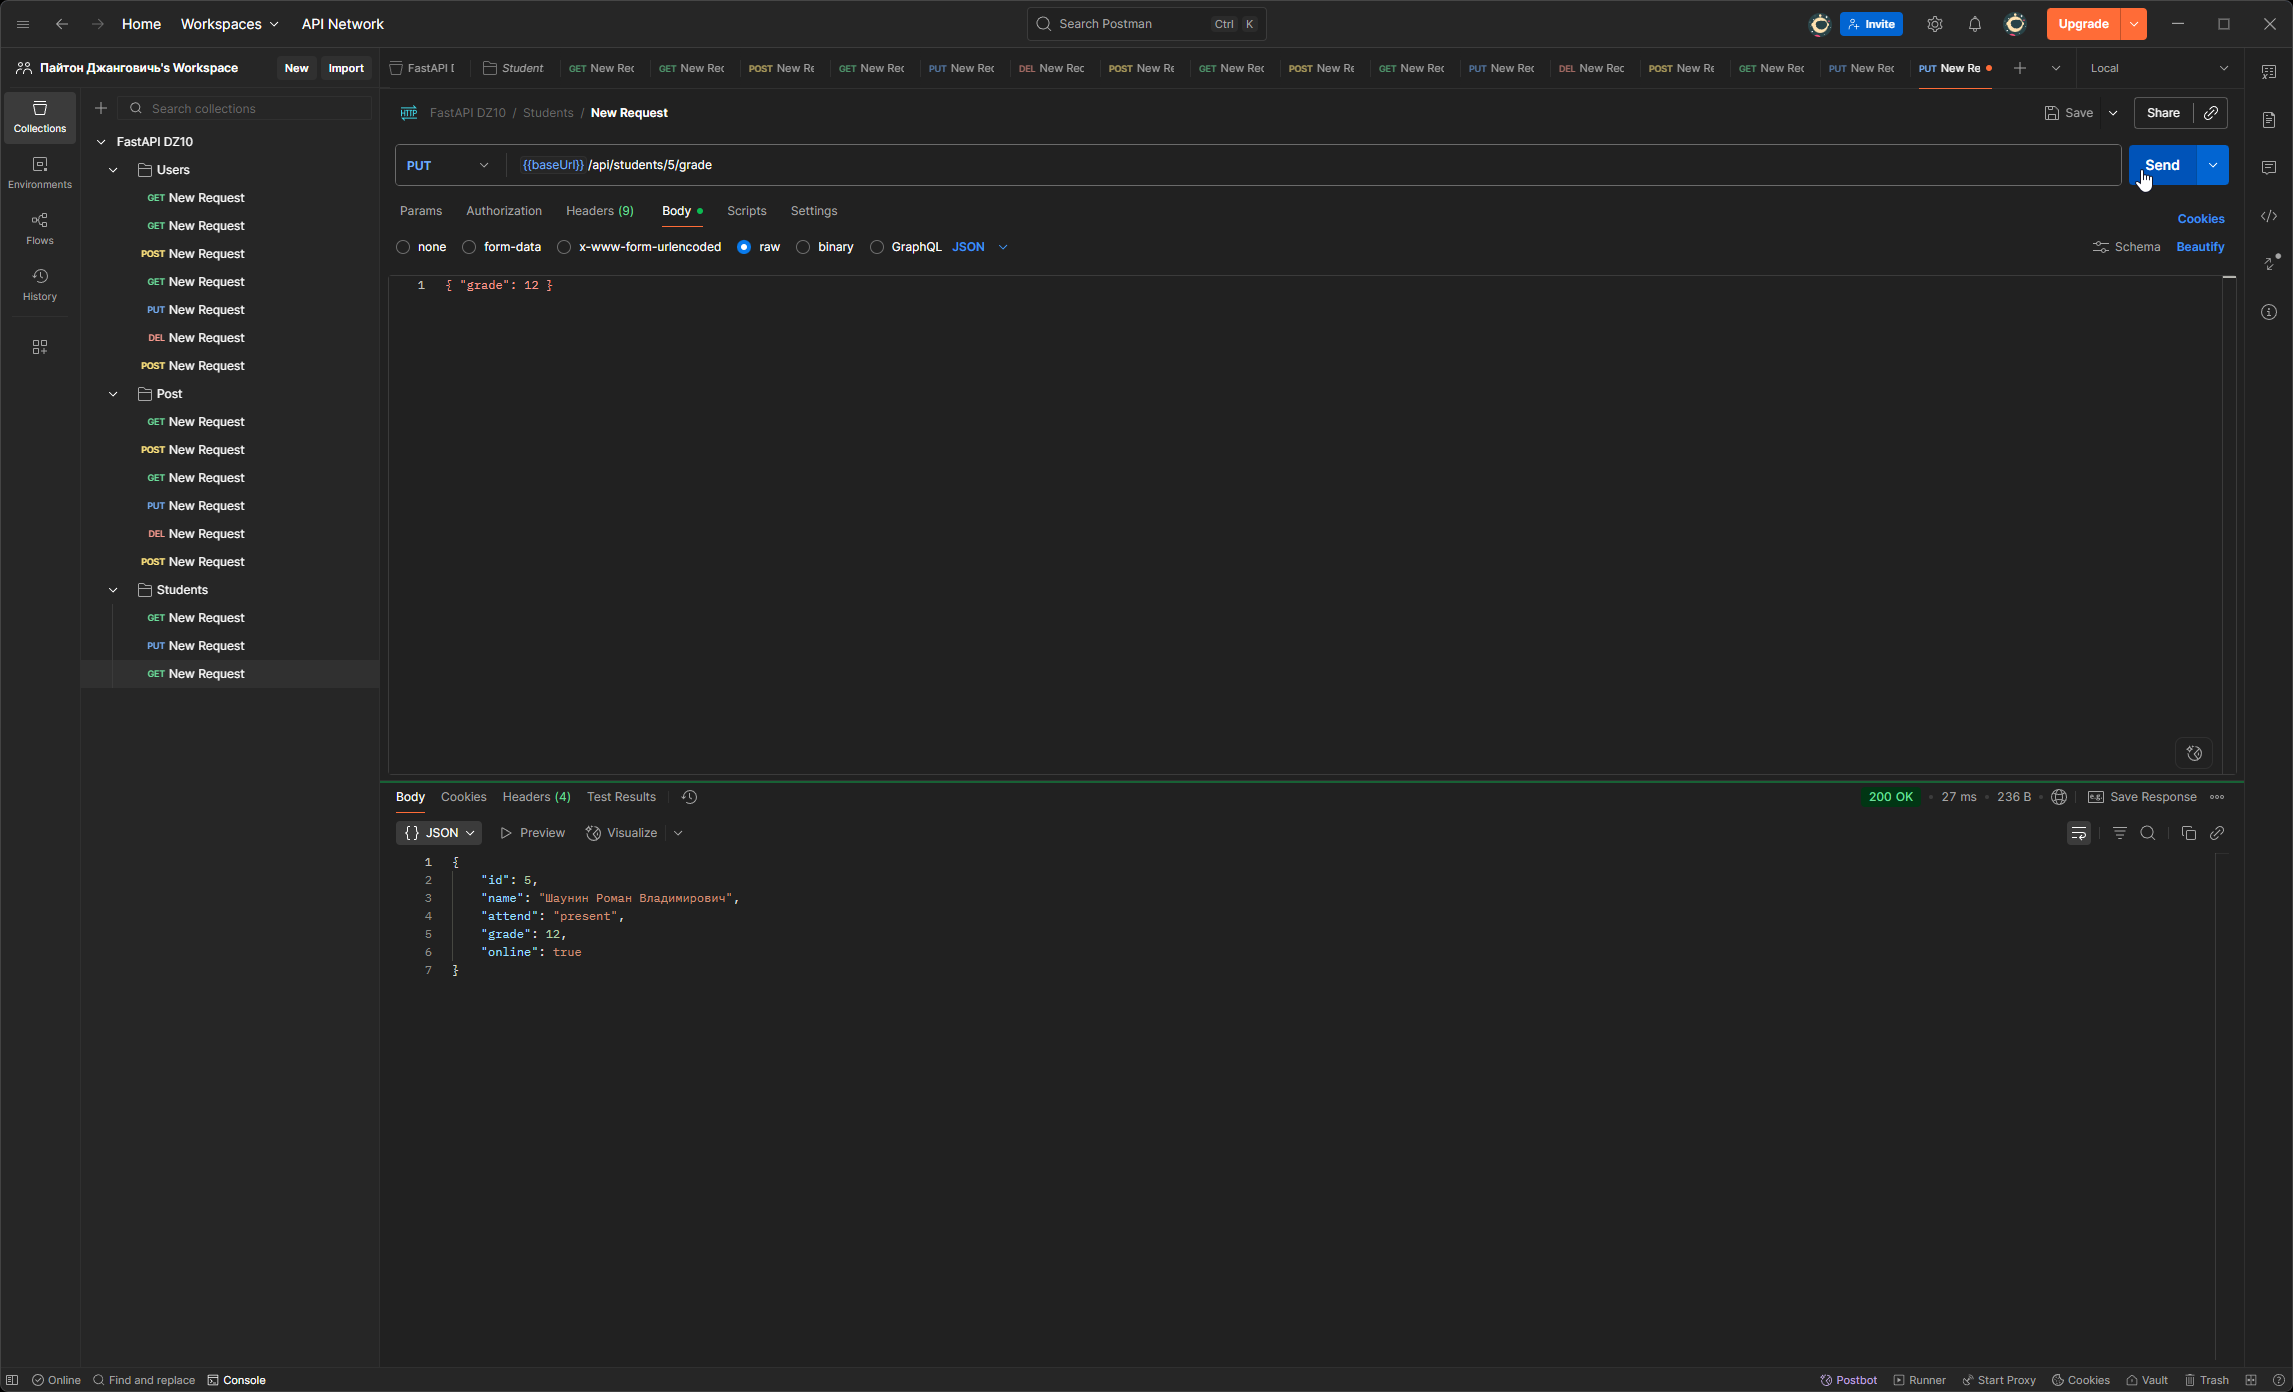 Home Workspaces API Network Search Postman Ctrl K Invite Upgrade
Пайтон Джангович's Workspace New Import
FastAPI Student GET New Rec GET New Rec POST New Re GET New Rec PUT New Rec DEL New Rec POST New Re GET New Rec POST New Re GET New Rec PUT New Rec DEL New Rec POST New Re GET New Rec PUT New Rec PUT New Re Local
Collections
Environments
Flows
History
Search collections
FastAPI DZ10
Users
GET New Request
GET New Request
POST New Request
GET New Request
PUT New Request
DEL New Request
POST New Request
Post
GET New Request
POST New Request
GET New Request
PUT New Request
DEL New Request
POST New Request
Students
GET New Request
PUT New Request
GET New Request
HTTP FastAPI DZ10 / Students / New Request Save Share
PUT {{baseUrl}} /api/students/5/grade Send
Params Authorization Headers (9) Body Scripts Settings Cookies
none form-data x-www-form-urlencoded raw binary GraphQL JSON Schema Beautify
1 { "grade": 12 }
Body Cookies Headers (4) Test Results 200 OK 27 ms 236 B e.g. Save Response
{} JSON Preview Visualize
1 {
2 "id": 5,
3 "name": "Шаунин Роман Владимирович",
4 "attend": "present",
5 "grade": 12,
6 "online": true
7 }
Online Find and replace Console Postbot Runner Start Proxy Cookies Vault Trash